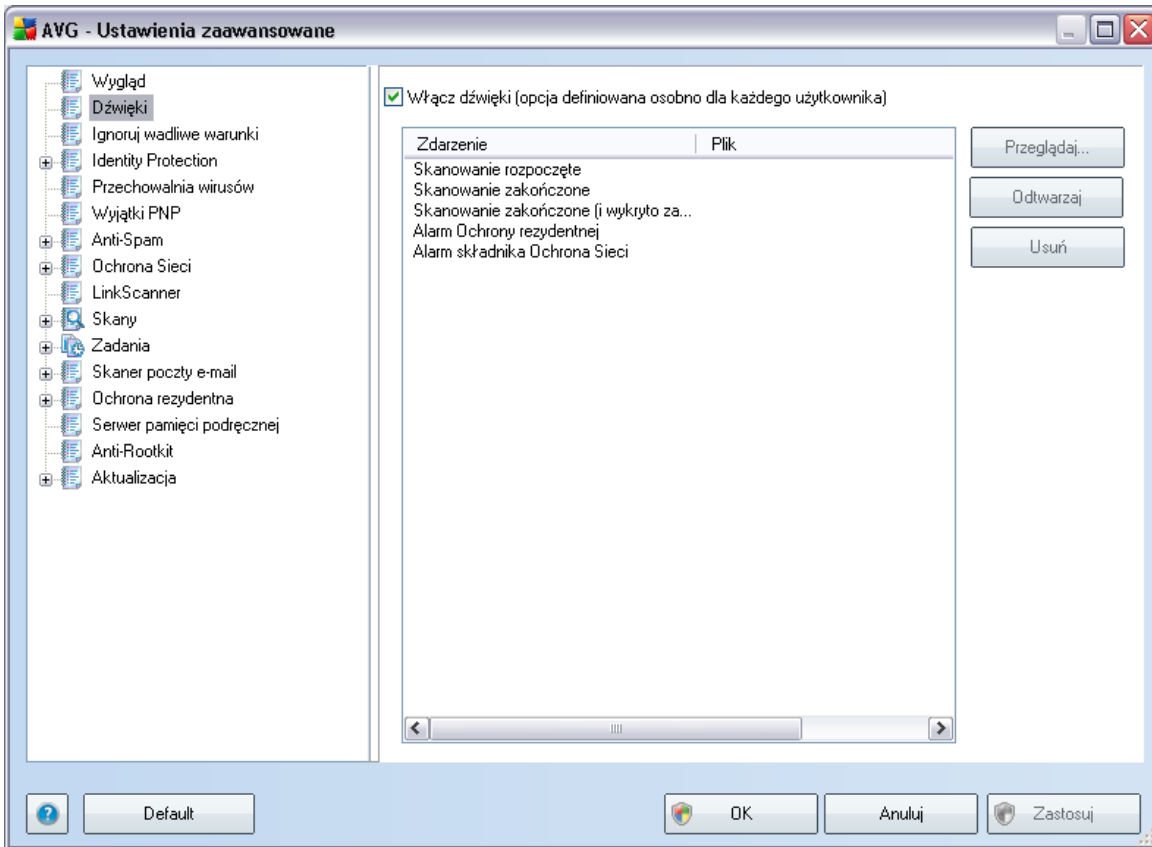 AVG - Ustawienia zaawansowane
Wygląd
Dźwięki
Ignoruj wadliwe warunki
Identity Protection
Przechowalnia wirusów
Wyjątki PNP
Anti-Spam
Ochrona Sieci
LinkScanner
Skany
Zadania
Skaner poczty e-mail
Ochrona rezydentna
Serwer pamięci podręcznej
Anti-Rootkit
Aktualizacja
Włącz dźwięki (opcja definiowana osobno dla każdego użytkownika)
Zdarzenie Plik
Skanowanie rozpoczęte
Skanowanie zakończone
Skanowanie zakończone (i wykryto za...
Alarm Ochrony rezydentnej
Alarm składnika Ochrona Sieci
Przeglądaj...
Odtwarzaj
Usuń
? Default OK Anuluj Zastosuj